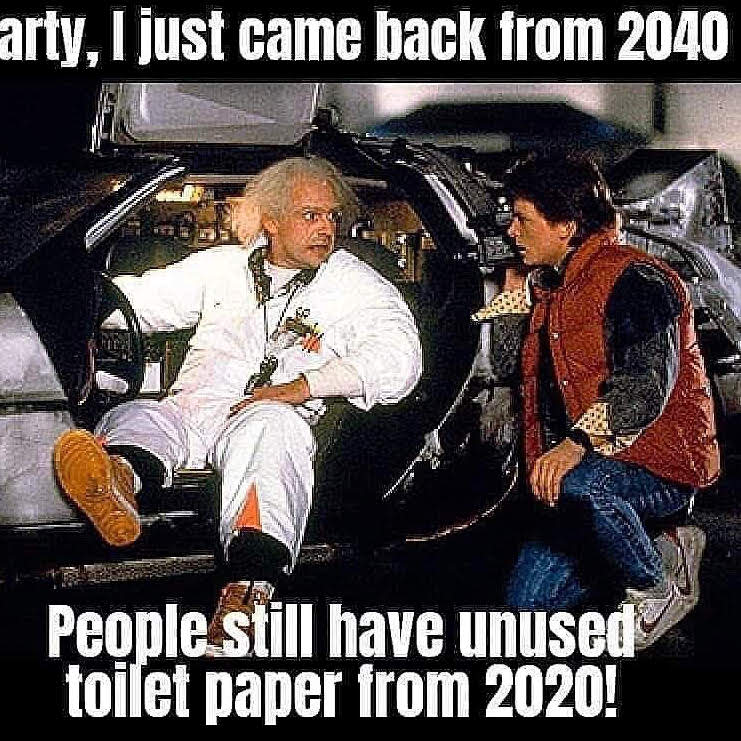 arty, I just came back from 2040
People still have unused
toilet paper from 2020!